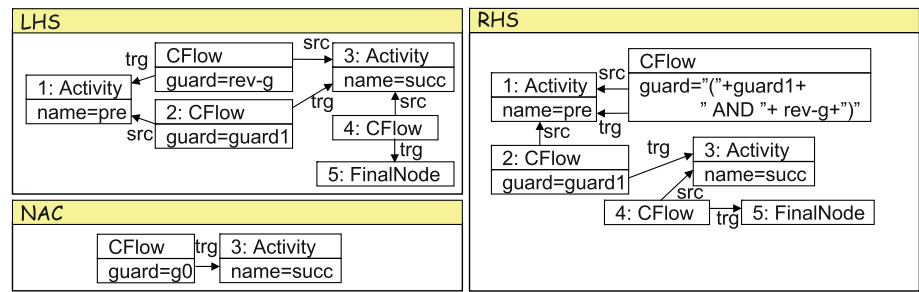 LHS
CFlow
src
3: Activity
trg
guard=rev-g
name=succ
1: Activity
name=pre
2: CFlow
trg
src
guard=guard1
src
4: CFlow
trg
5: FinalNode
NAC
CFlow
trg
3: Activity
guard=g0
name=succ
RHS
CFlow
1: Activity
src
guard="("+guard1+
name=pre
" AND "+ rev-g+")"
trg
src
2: CFlow
trg
3: Activity
guard=guard1
name=succ
src
4: CFlow
trg
5: FinalNode